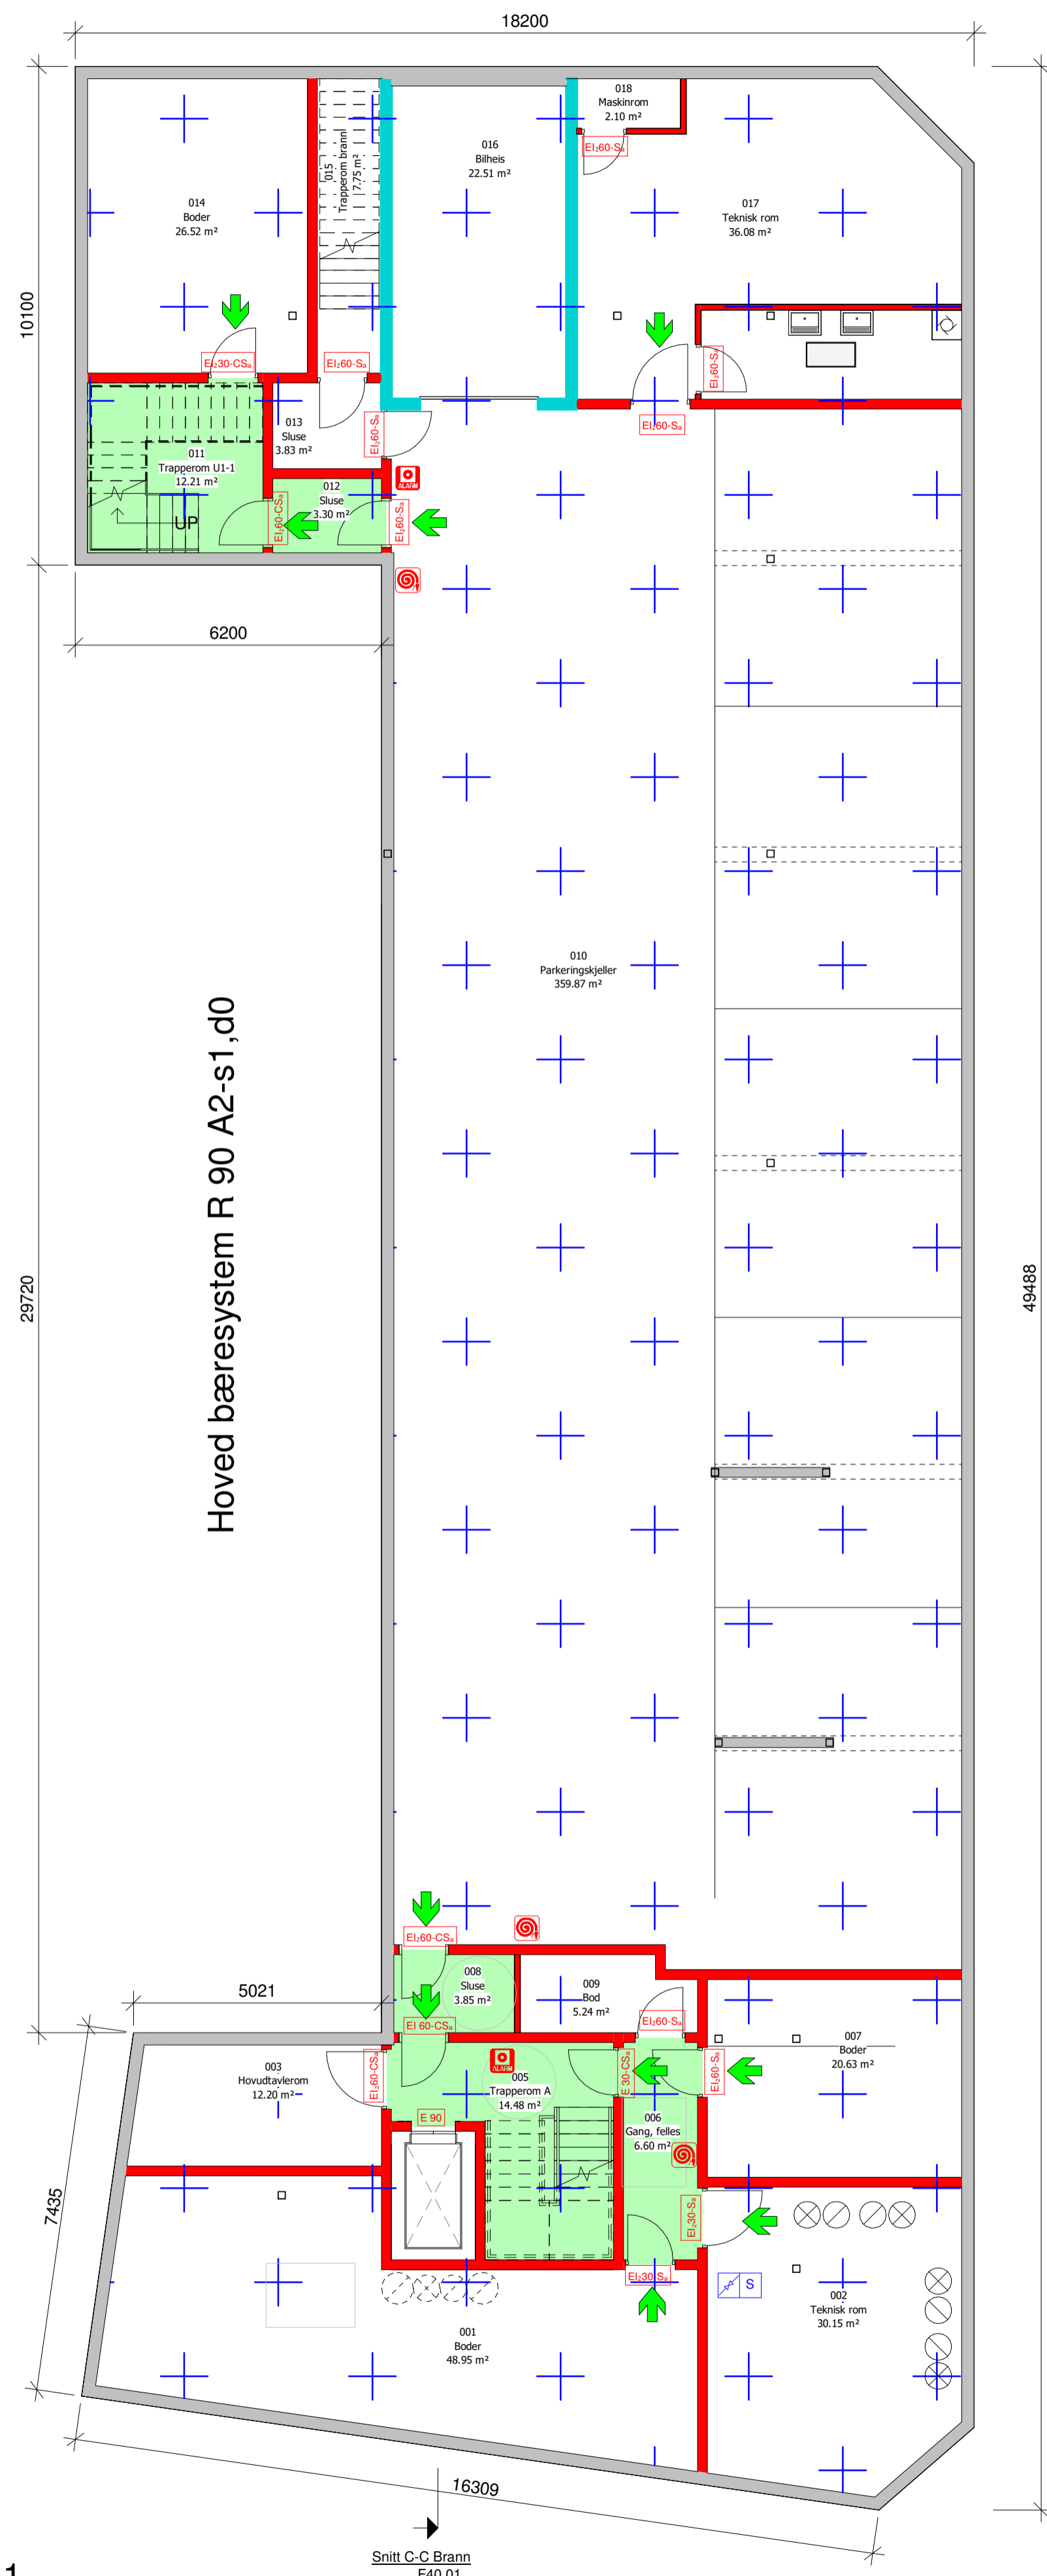 18200
018
Maskinrom
2.10 m²
EI₂60-Sₐ
015
Trapperom brann
7.75 m²
016
Bilheis
22.51 m²
014
Boder
26.52 m²
017
Teknisk rom
36.08 m²
10100
EI₂30-CSₐ
EI₂60-Sₐ
EI₂60-Sₐ
EI₂60-Sₐ
EI₂60-Sₐ
013
Sluse
3.83 m²
011
Trapperom U1-1
12.21 m²
ALARM
012
Sluse
3.30 m²
UP
EI₂60-CSₐ
EI₂60-Sₐ
6200
010
Parkeringskjeller
359.87 m²
Hoved bæresystem R 90 A2-s1,d0
29720
49488
EI₂60-CSₐ
008
Sluse
3.85 m²
009
Bod
5.24 m²
5021
EI 60-CSₐ
EI₂60-Sₐ
007
Boder
20.63 m²
003
Hovudtavlerom
12.20 m²
EI₂60-CSₐ
ALARM
005
Trapperom A
14.48 m²
E 30-CSₐ
EI₂60-Sₐ
E 90
006
Gang, felles
6.60 m²
7435
EI₂30-Sₐ
EI₂30-Sₐ
S
002
Teknisk rom
30.15 m²
001
Boder
48.95 m²
16309
Snitt C-C Brann
F40.01
1